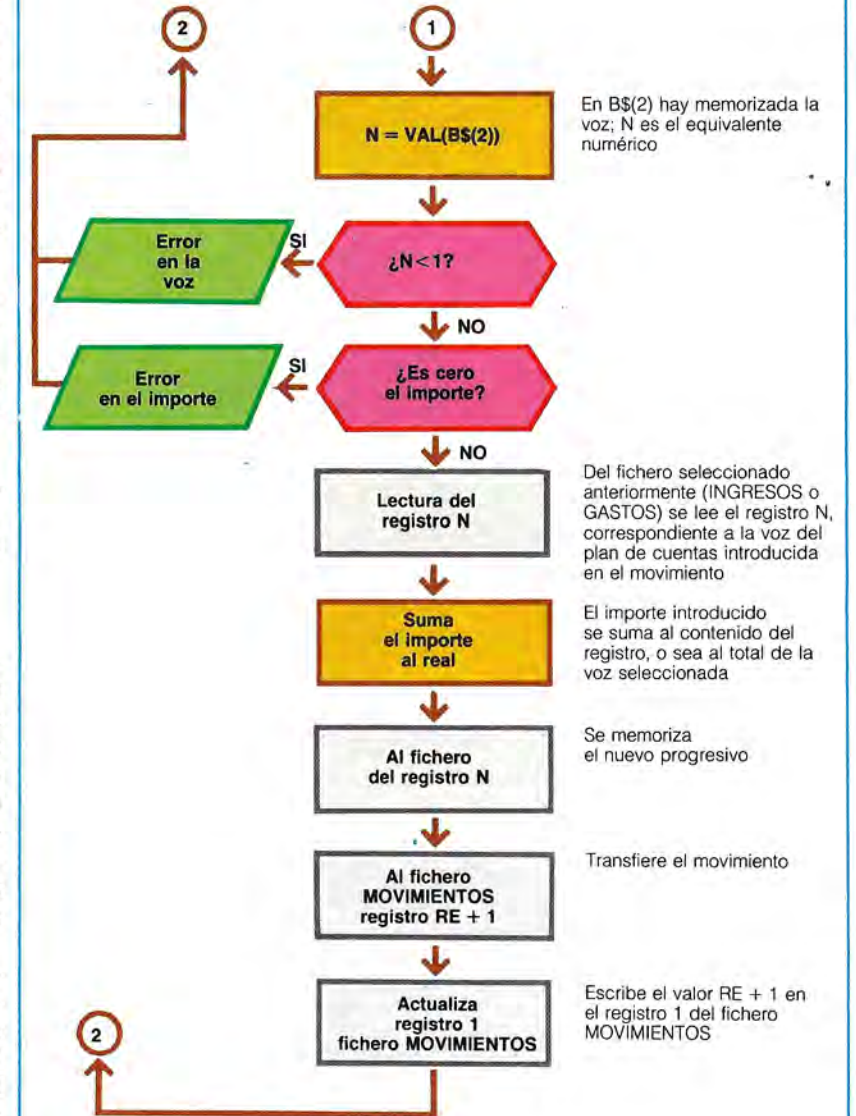 2
1
N = VAL(B$(2))
En B$(2) hay memorizada la
voz; N es el equivalente
numérico
Error
en la
voz
SI
¿N<1?
NO
Error
en el importe
SI
¿Es cero
el importe?
NO
Lectura del
registro N
Del fichero seleccionado
anteriormente (INGRESOS o
GASTOS) se lee el registro N,
correspondiente a la voz del
plan de cuentas introducida
en el movimiento
Suma
el importe
al real
El importe introducido
se suma al contenido del
registro, o sea al total de la
voz seleccionada
Al fichero
del registro N
Se memoriza
el nuevo progresivo
Al fichero
MOVIMIENTOS
registro RE + 1
Transfiere el movimiento
Actualiza
registro 1
fichero MOVIMIENTOS
Escribe el valor RE + 1 en
el registro 1 del fichero
MOVIMIENTOS
2